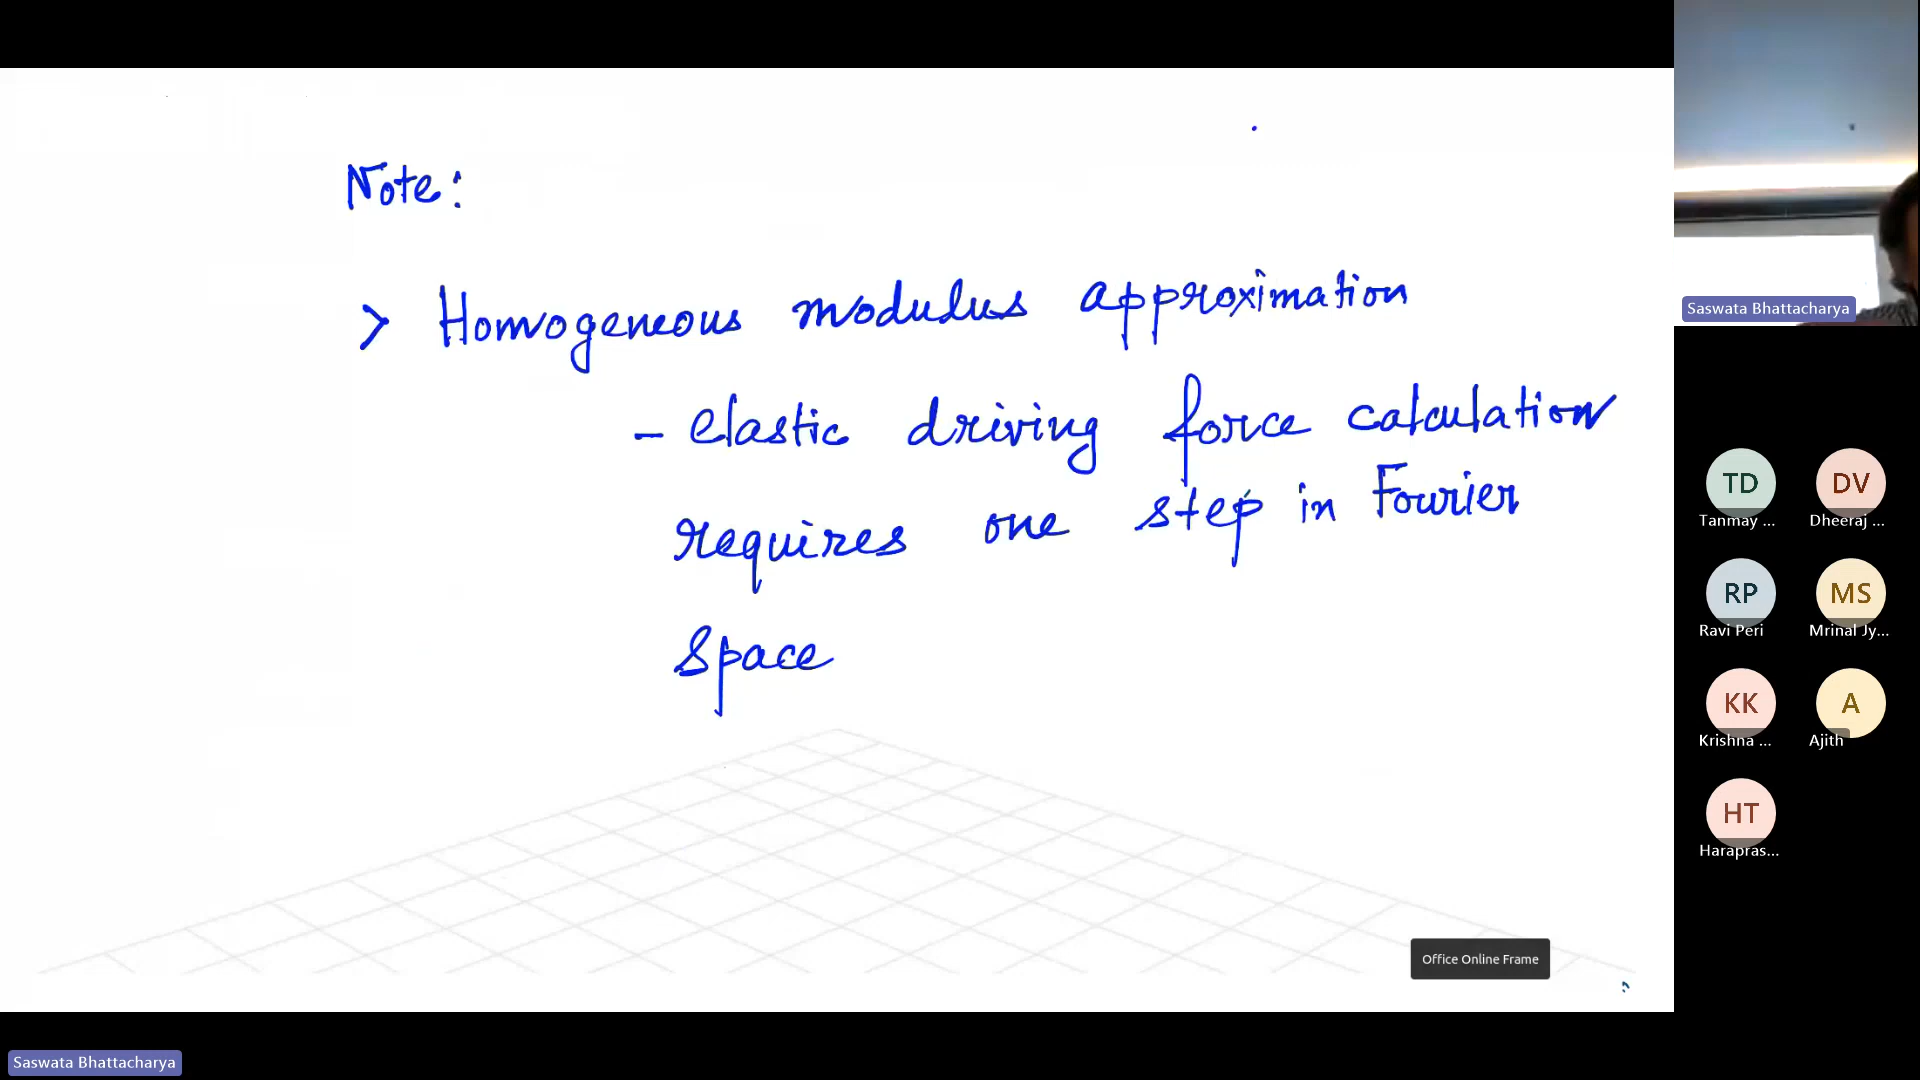 Note:
> Homogeneous modulus approximation
- elastic driving force calculation
requires one step in Fourier
space
Office Online Frame
Saswata Bhattacharya
TD
DV
Tanmay ...
Dheeraj ...
RP
MS
Ravi Peri
Mrinal Jy...
KK
A
Krishna ...
Ajith
HT
Harapras...
Saswata Bhattacharya